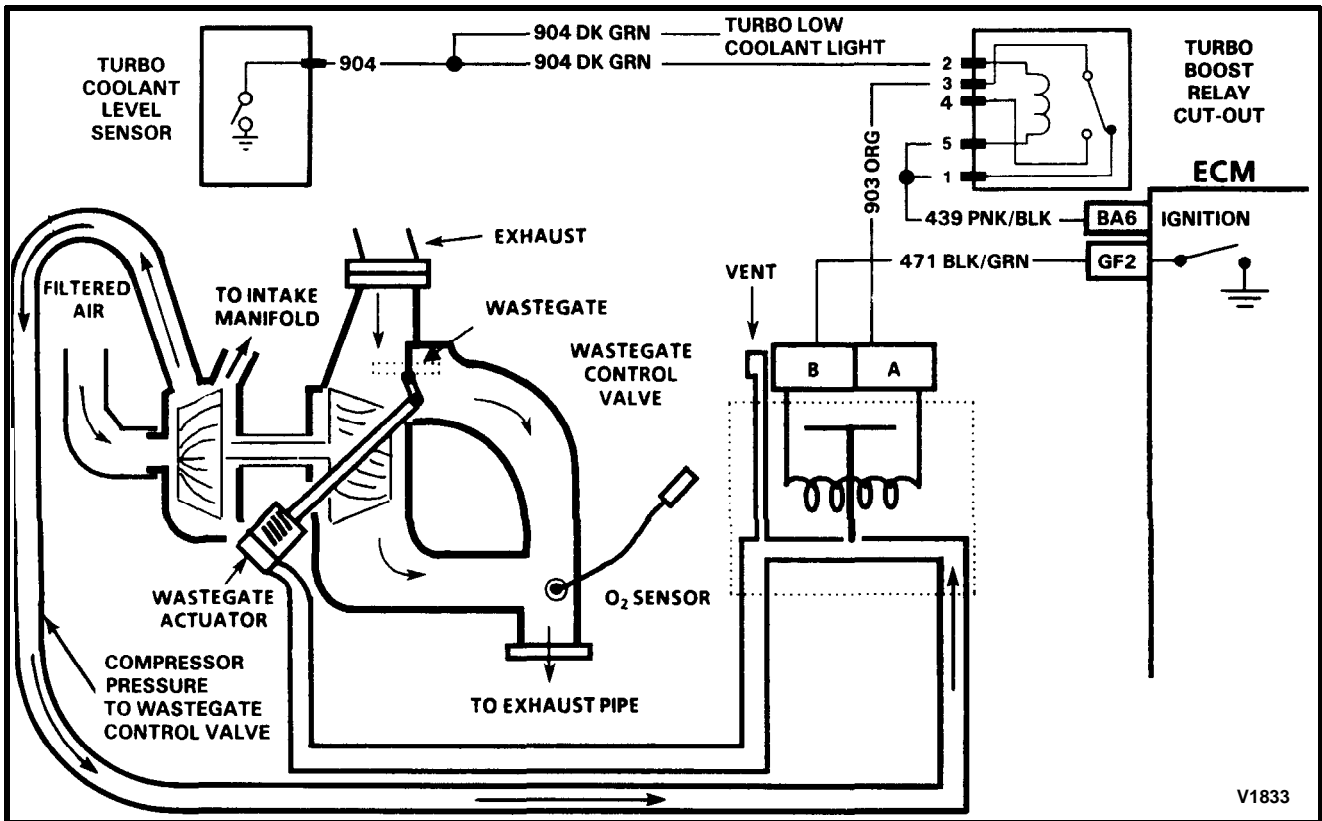 904 DK GRN
TURBO LOW
COOLANT LIGHT
904
904 DK GRN
TURBO
COOLANT
LEVEL
SENSOR
2
3
4
5
1
TURBO
BOOST
RELAY
CUT-OUT
903 ORG
ECM
439 PNK/BLK
BA6
IGNITION
471 BLK/GRN
GF2
EXHAUST
VENT
FILTERED
AIR
TO INTAKE
MANIFOLD
WASTEGATE
WASTEGATE
CONTROL
VALVE
B
A
WASTEGATE
ACTUATOR
O2 SENSOR
COMPRESSOR
PRESSURE
TO WASTEGATE
CONTROL VALVE
TO EXHAUST PIPE
V1833